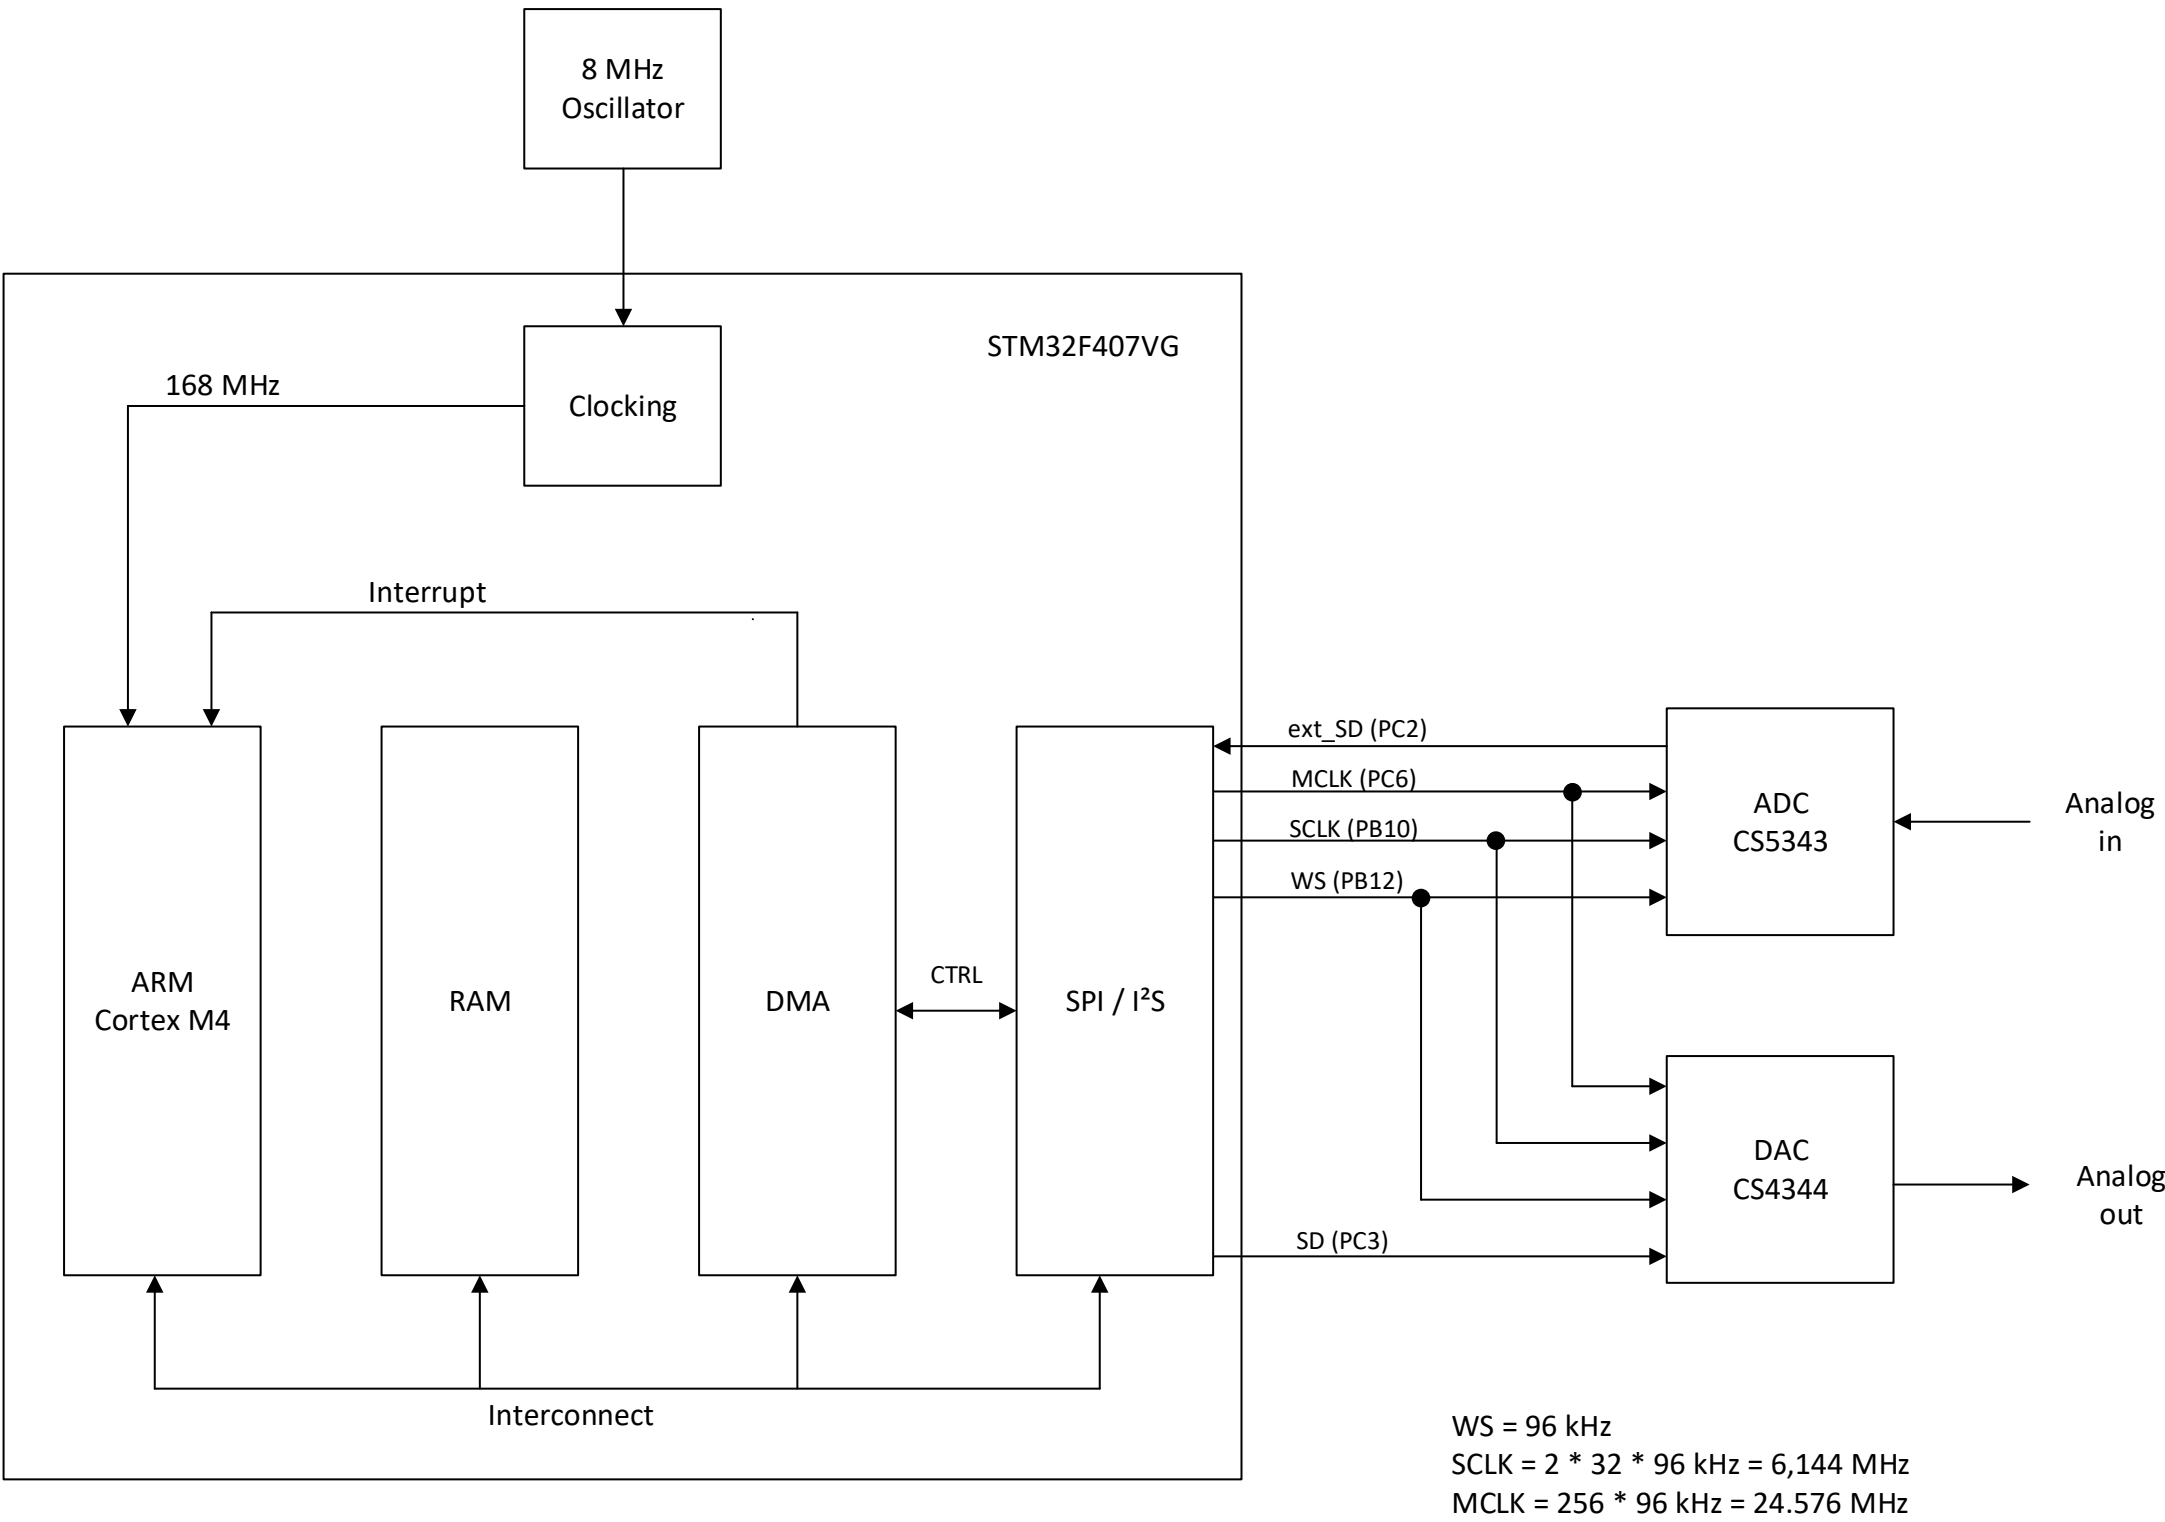 8 MHz
Oscillator
STM32F407VG
168 MHz
Clocking
Interrupt
ext_SD (PC2)
MCLK (PC6)
SCLK (PB10)
WS (PB12)
ADC
CS5343
Analog
in
ARM
Cortex M4
RAM
DMA
CTRL
SPI / I²S
DAC
CS4344
Analog
out
SD (PC3)
Interconnect
WS = 96 kHz
SCLK = 2 * 32 * 96 kHz = 6,144 MHz
MCLK = 256 * 96 kHz = 24.576 MHz